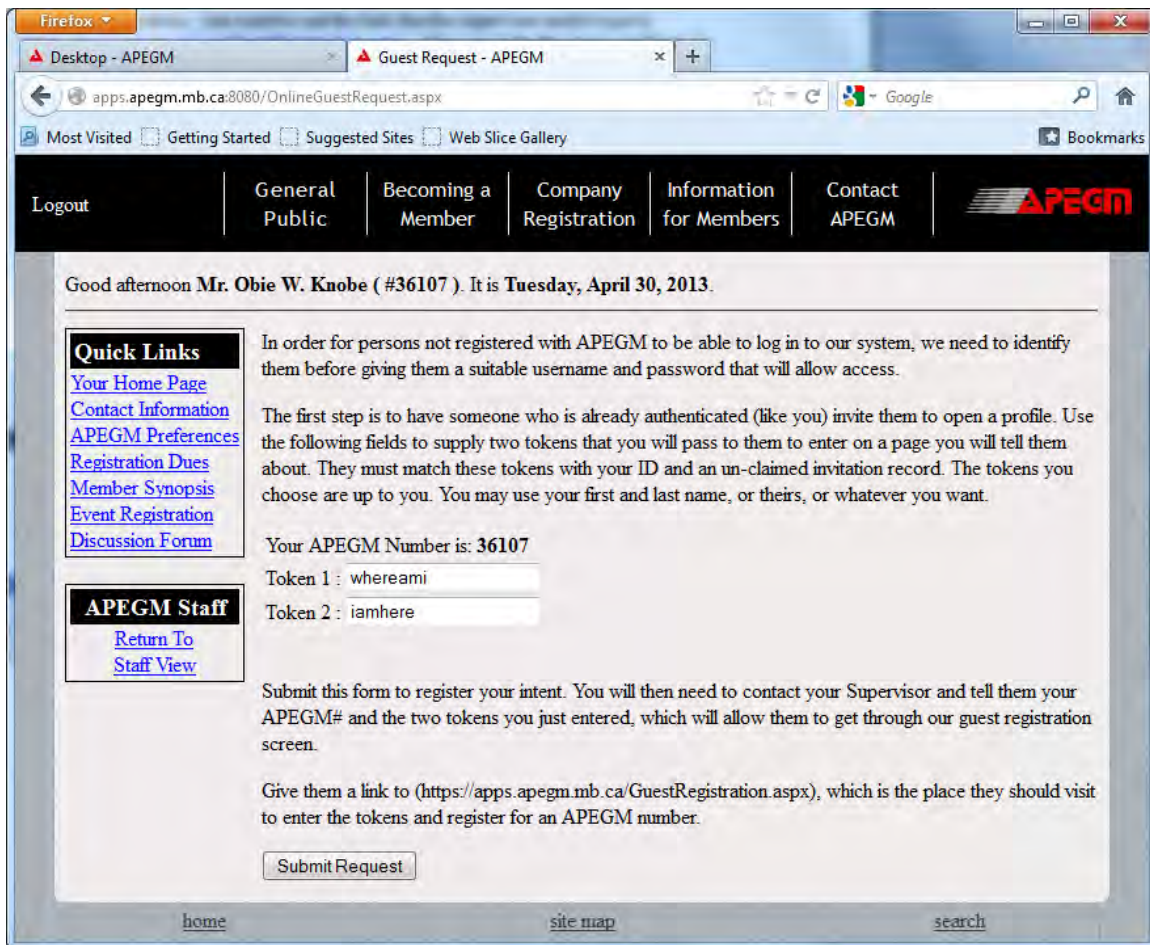 Firefox
Desktop - APEGM
Guest Request - APEGM
apps.apegm.mb.ca:8080/OnlineGuestRequest.aspx
Google
Most Visited Getting Started Suggested Sites Web Slice Gallery Bookmarks
Logout
General Public
Becoming a Member
Company Registration
Information for Members
Contact APEGM
APEGM
Good afternoon Mr. Obie W. Knobe ( #36107 ). It is Tuesday, April 30, 2013.
Quick Links
Your Home Page
Contact Information
APEGM Preferences
Registration Dues
Member Synopsis
Event Registration
Discussion Forum
APEGM Staff
Return To
Staff View
In order for persons not registered with APEGM to be able to log in to our system, we need to identify
them before giving them a suitable username and password that will allow access.
The first step is to have someone who is already authenticated (like you) invite them to open a profile. Use
the following fields to supply two tokens that you will pass to them to enter on a page you will tell them
about. They must match these tokens with your ID and an un-claimed invitation record. The tokens you
choose are up to you. You may use your first and last name, or theirs, or whatever you want.
Your APEGM Number is: 36107
Token 1 : whereami
Token 2 : iamhere
Submit this form to register your intent. You will then need to contact your Supervisor and tell them your
APEGM# and the two tokens you just entered, which will allow them to get through our guest registration
screen.
Give them a link to (https://apps.apegm.mb.ca/GuestRegistration.aspx), which is the place they should visit
to enter the tokens and register for an APEGM number.
Submit Request
home
site map
search